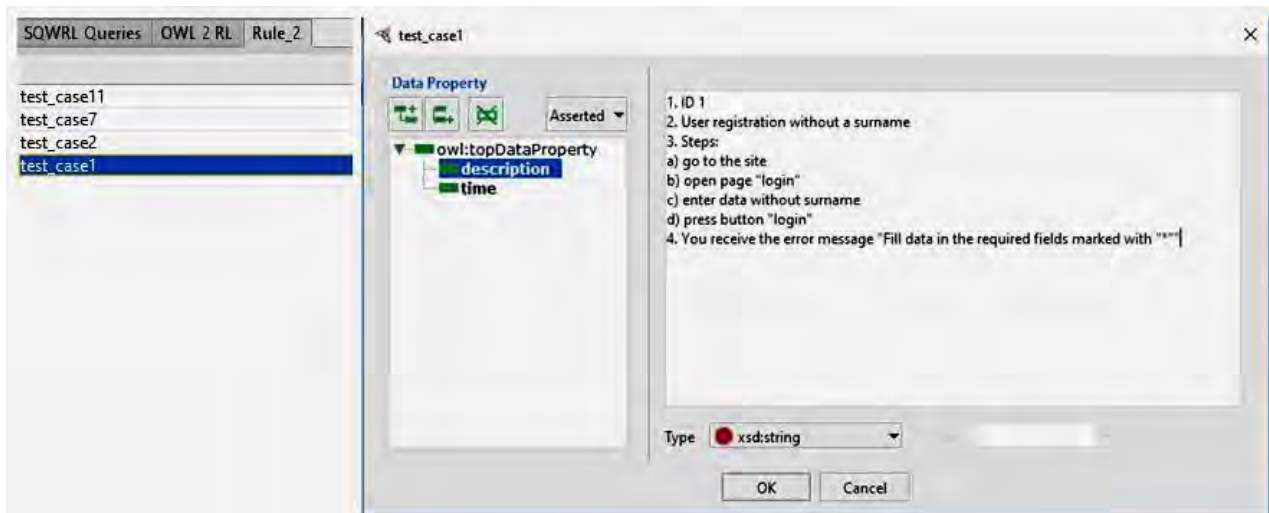 SQWRL Queries OWL 2 RL Rule_2
test_case11
test_case7
test_case2
test_case1
test_case1
Data Property
Asserted
owl:topDataProperty
description
time
1. ID 1
2. User registration without a surname
3. Steps:
a) go to the site
b) open page "login"
c) enter data without surname
d) press button "login"
4. You receive the error message "Fill data in the required fields marked with "*""
Type xsd:string
OK Cancel